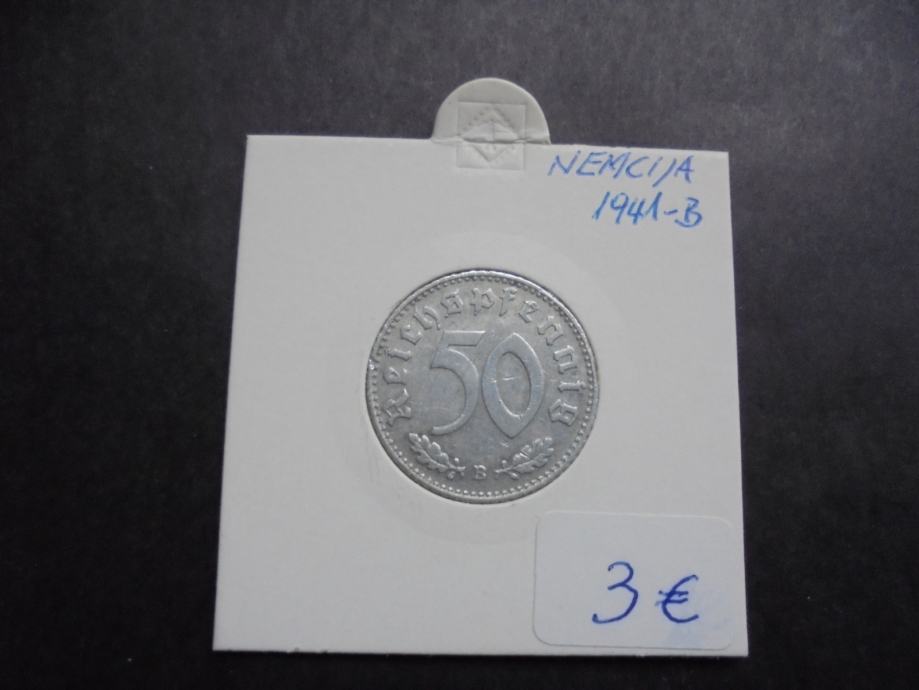 NEMCIJA
1941-B
Reichspfennig
50
B
3 €